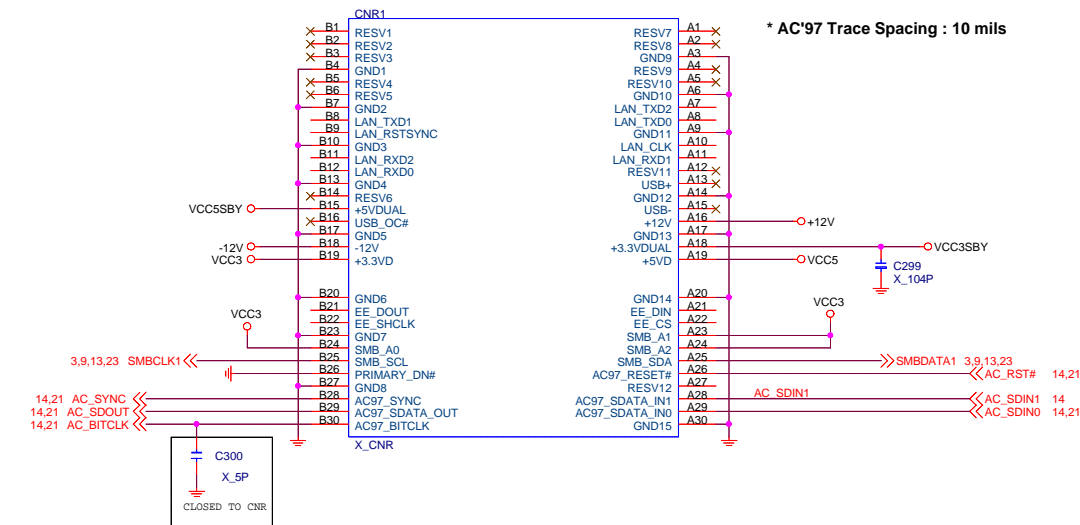 CNR1
* AC'97 Trace Spacing : 10 mils
B1 RESV1 RESV7 A1
B2 RESV2 RESV8 A2
B3 RESV3 GND9 A3
B4 GND1 RESV9 A4
B5 RESV4 RESV10 A5
B6 RESV5 GND10 A6
B7 GND2 LAN_TXD2 A7
B8 LAN_TXD1 LAN_TXD0 A8
B9 LAN_RSTSYNC GND11 A9
B10 GND3 LAN_CLK A10
B11 LAN_RXD2 LAN_RXD1 A11
B12 LAN_RXD0 RESV11 A12
B13 GND4 USB+ A13
B14 RESV6 GND12 A14
VCC5SBY B15 +5VDUAL USB- A15
B16 USB_OC# +12V A16 +12V
B17 GND5 GND13 A17
-12V B18 -12V +3.3VDUAL A18 VCC3SBY
VCC3 B19 +3.3VD +5VD A19 VCC5
C299
X_104P
B20 GND6 GND14 A20
B21 EE_DOUT EE_DIN A21
B22 EE_SHCLK EE_CS A22
VCC3 B23 GND7 SMB_A1 A23 VCC3
B24 SMB_A0 SMB_A2 A24
3,9,13,23 SMBCLK1 B25 SMB_SCL SMB_SDA A25 SMBDATA1 3,9,13,23
B26 PRIMARY_DN# AC97_RESET# A26 AC_RST# 14,21
B27 GND8 RESV12 A27
14,21 AC_SYNC B28 AC97_SYNC AC97_SDATA_IN1 A28 AC_SDIN1 AC_SDIN1 14
14,21 AC_SDOUT B29 AC97_SDATA_OUT AC97_SDATA_IN0 A29 AC_SDIN0 14,21
14,21 AC_BITCLK B30 AC97_BITCLK GND15 A30
X_CNR
C300
X_5P
CLOSED TO CNR